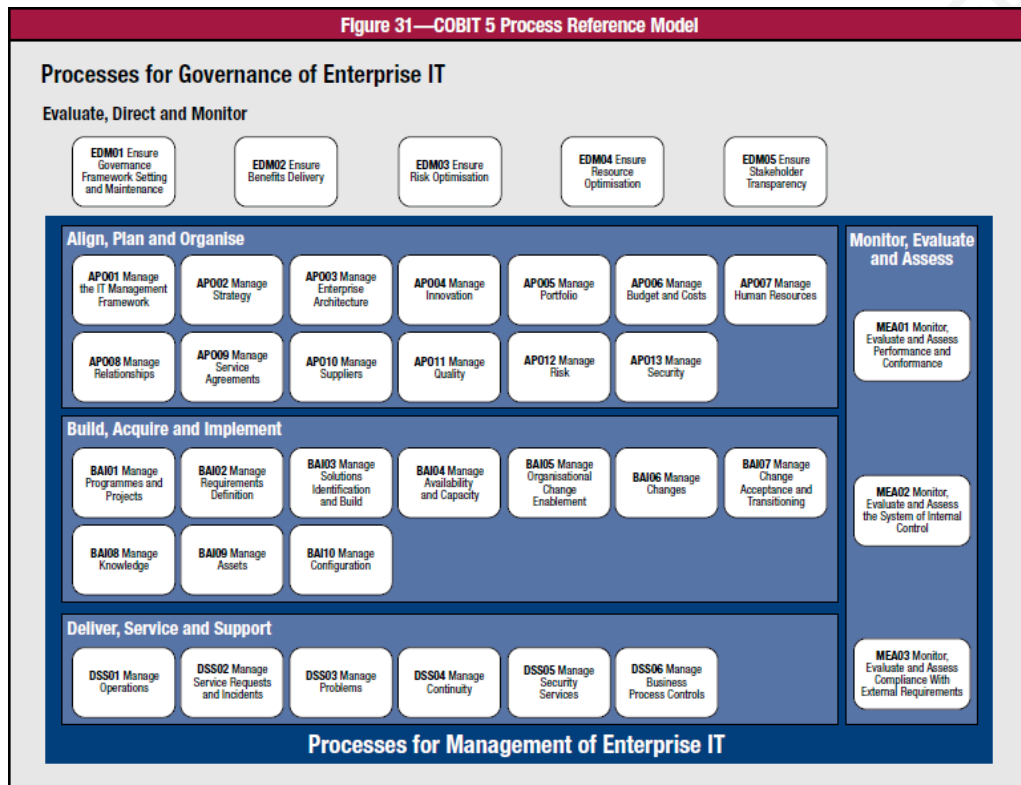 Figure 31—COBIT 5 Process Reference Model
Processes for Governance of Enterprise IT
Evaluate, Direct and Monitor
EDM01 Ensure
Governance
Framework Setting
and Maintenance
EDM02 Ensure
Benefits Delivery
EDM03 Ensure
Risk Optimisation
EDM04 Ensure
Resource
Optimisation
EDM05 Ensure
Stakeholder
Transparency
Align, Plan and Organise
APO01 Manage
the IT Management
Framework
APO02 Manage
Strategy
APO03 Manage
Enterprise
Architecture
APO04 Manage
Innovation
APO05 Manage
Portfolio
APO06 Manage
Budget and Costs
APO07 Manage
Human Resources
APO08 Manage
Relationships
APO09 Manage
Service
Agreements
APO10 Manage
Suppliers
APO11 Manage
Quality
APO12 Manage
Risk
APO13 Manage
Security
Build, Acquire and Implement
BAI01 Manage
Programmes and
Projects
BAI02 Manage
Requirements
Definition
BAI03 Manage
Solutions
Identification
and Build
BAI04 Manage
Availability
and Capacity
BAI05 Manage
Organisational
Change
Enablement
BAI06 Manage
Changes
BAI07 Manage
Change
Acceptance and
Transitioning
BAI08 Manage
Knowledge
BAI09 Manage
Assets
BAI10 Manage
Configuration
Deliver, Service and Support
DSS01 Manage
Operations
DSS02 Manage
Service Requests
and Incidents
DSS03 Manage
Problems
DSS04 Manage
Continuity
DSS05 Manage
Security
Services
DSS06 Manage
Business
Process Controls
Monitor, Evaluate
and Assess
MEA01 Monitor,
Evaluate and Assess
Performance and
Conformance
MEA02 Monitor,
Evaluate and Assess
the System of Internal
Control
MEA03 Monitor,
Evaluate and Assess
Compliance With
External Requirements
Processes for Management of Enterprise IT